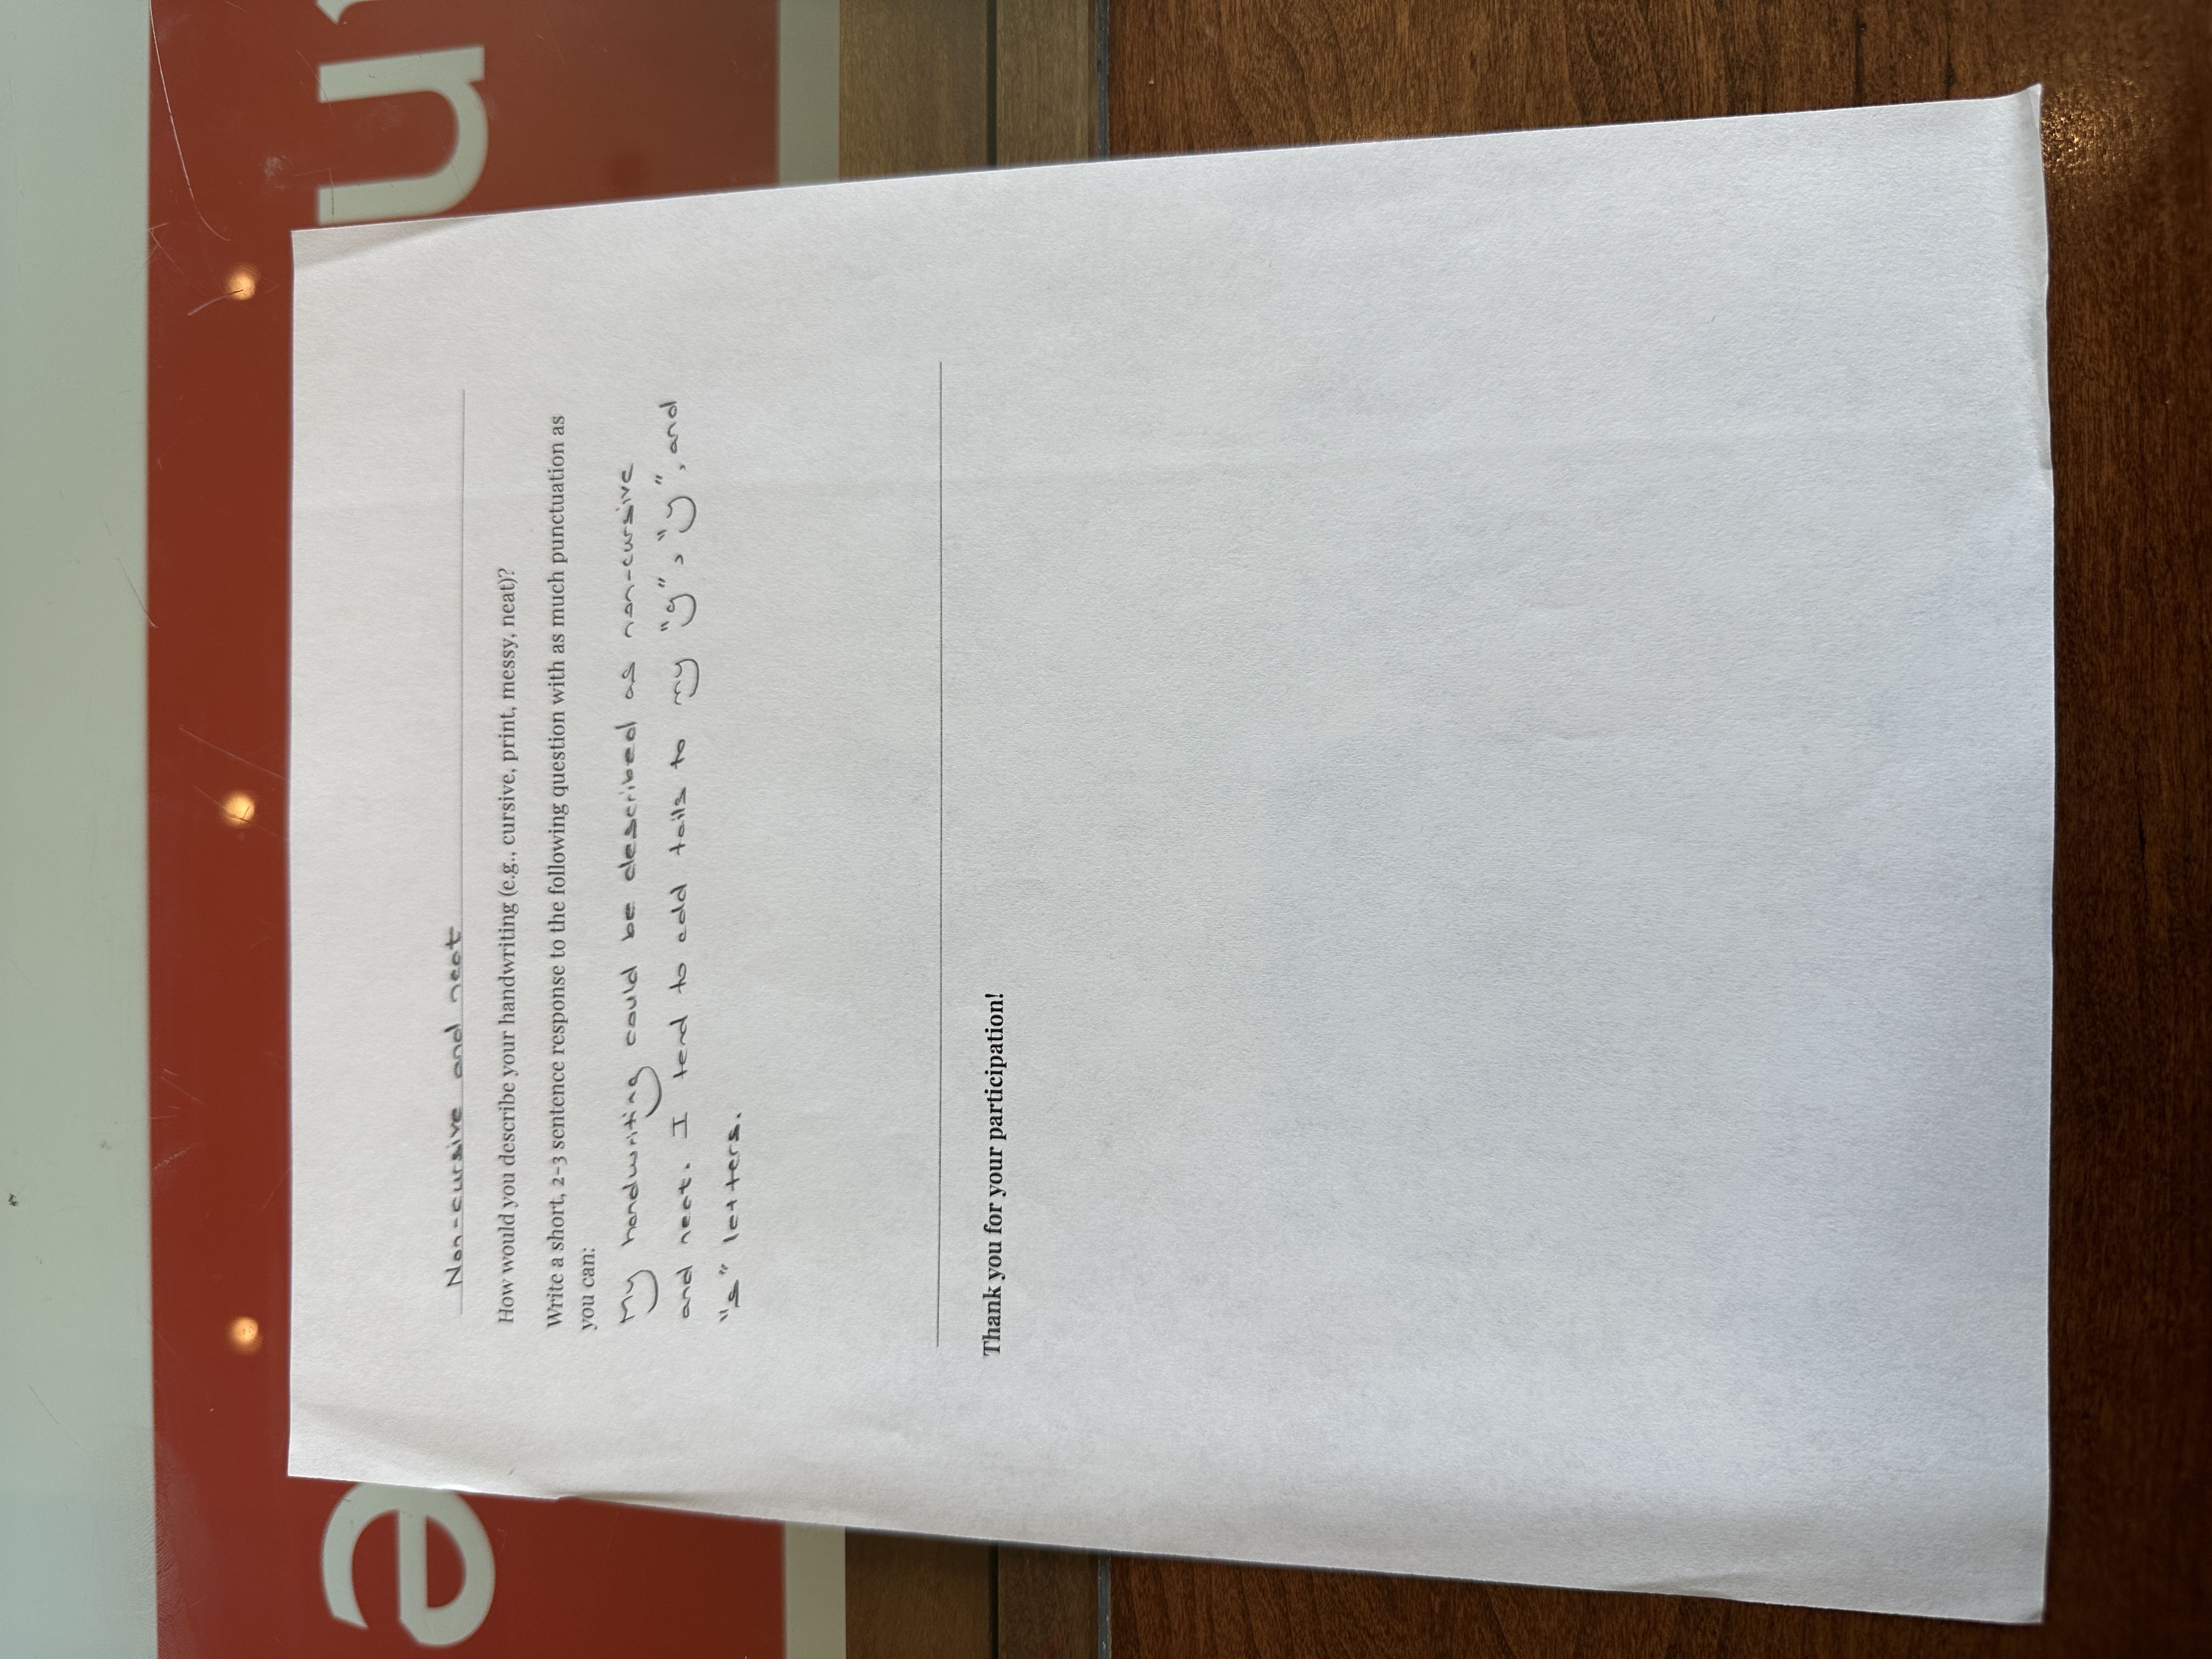 Non-cursive and neat
How would you describe your handwriting (e.g., cursive, print, messy, neat)?
Write a short, 2-3 sentence response to the following question with as much punctuation as
you can:
My handwriting could be described as non-cursive
and neat. I tend to add tails to my "g", "y", and
"s" letters.
Thank you for your participation!